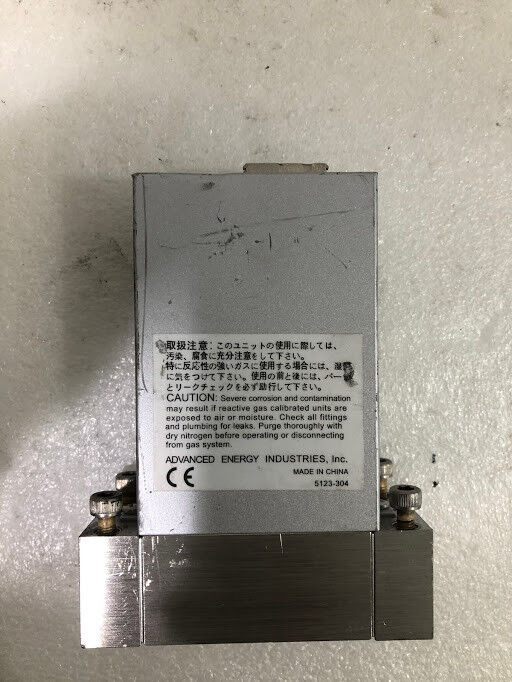 取扱注意：このユニットの使用に際しては、
汚染、腐食に充分注意をして下さい。
特に反応性の強いガスに使用する場合には、湿
に気をつけて下さい。使用の前と後には、パー
とリークチェックを必ず励行して下さい。
CAUTION: Severe corrosion and contamination
may result if reactive gas calibrated units are
exposed to air or moisture. Check all fittings
and plumbing for leaks. Purge thoroughly with
dry nitrogen before operating or disconnecting
from gas system.
ADVANCED ENERGY INDUSTRIES, Inc.
CE
MADE IN CHINA
5123-304